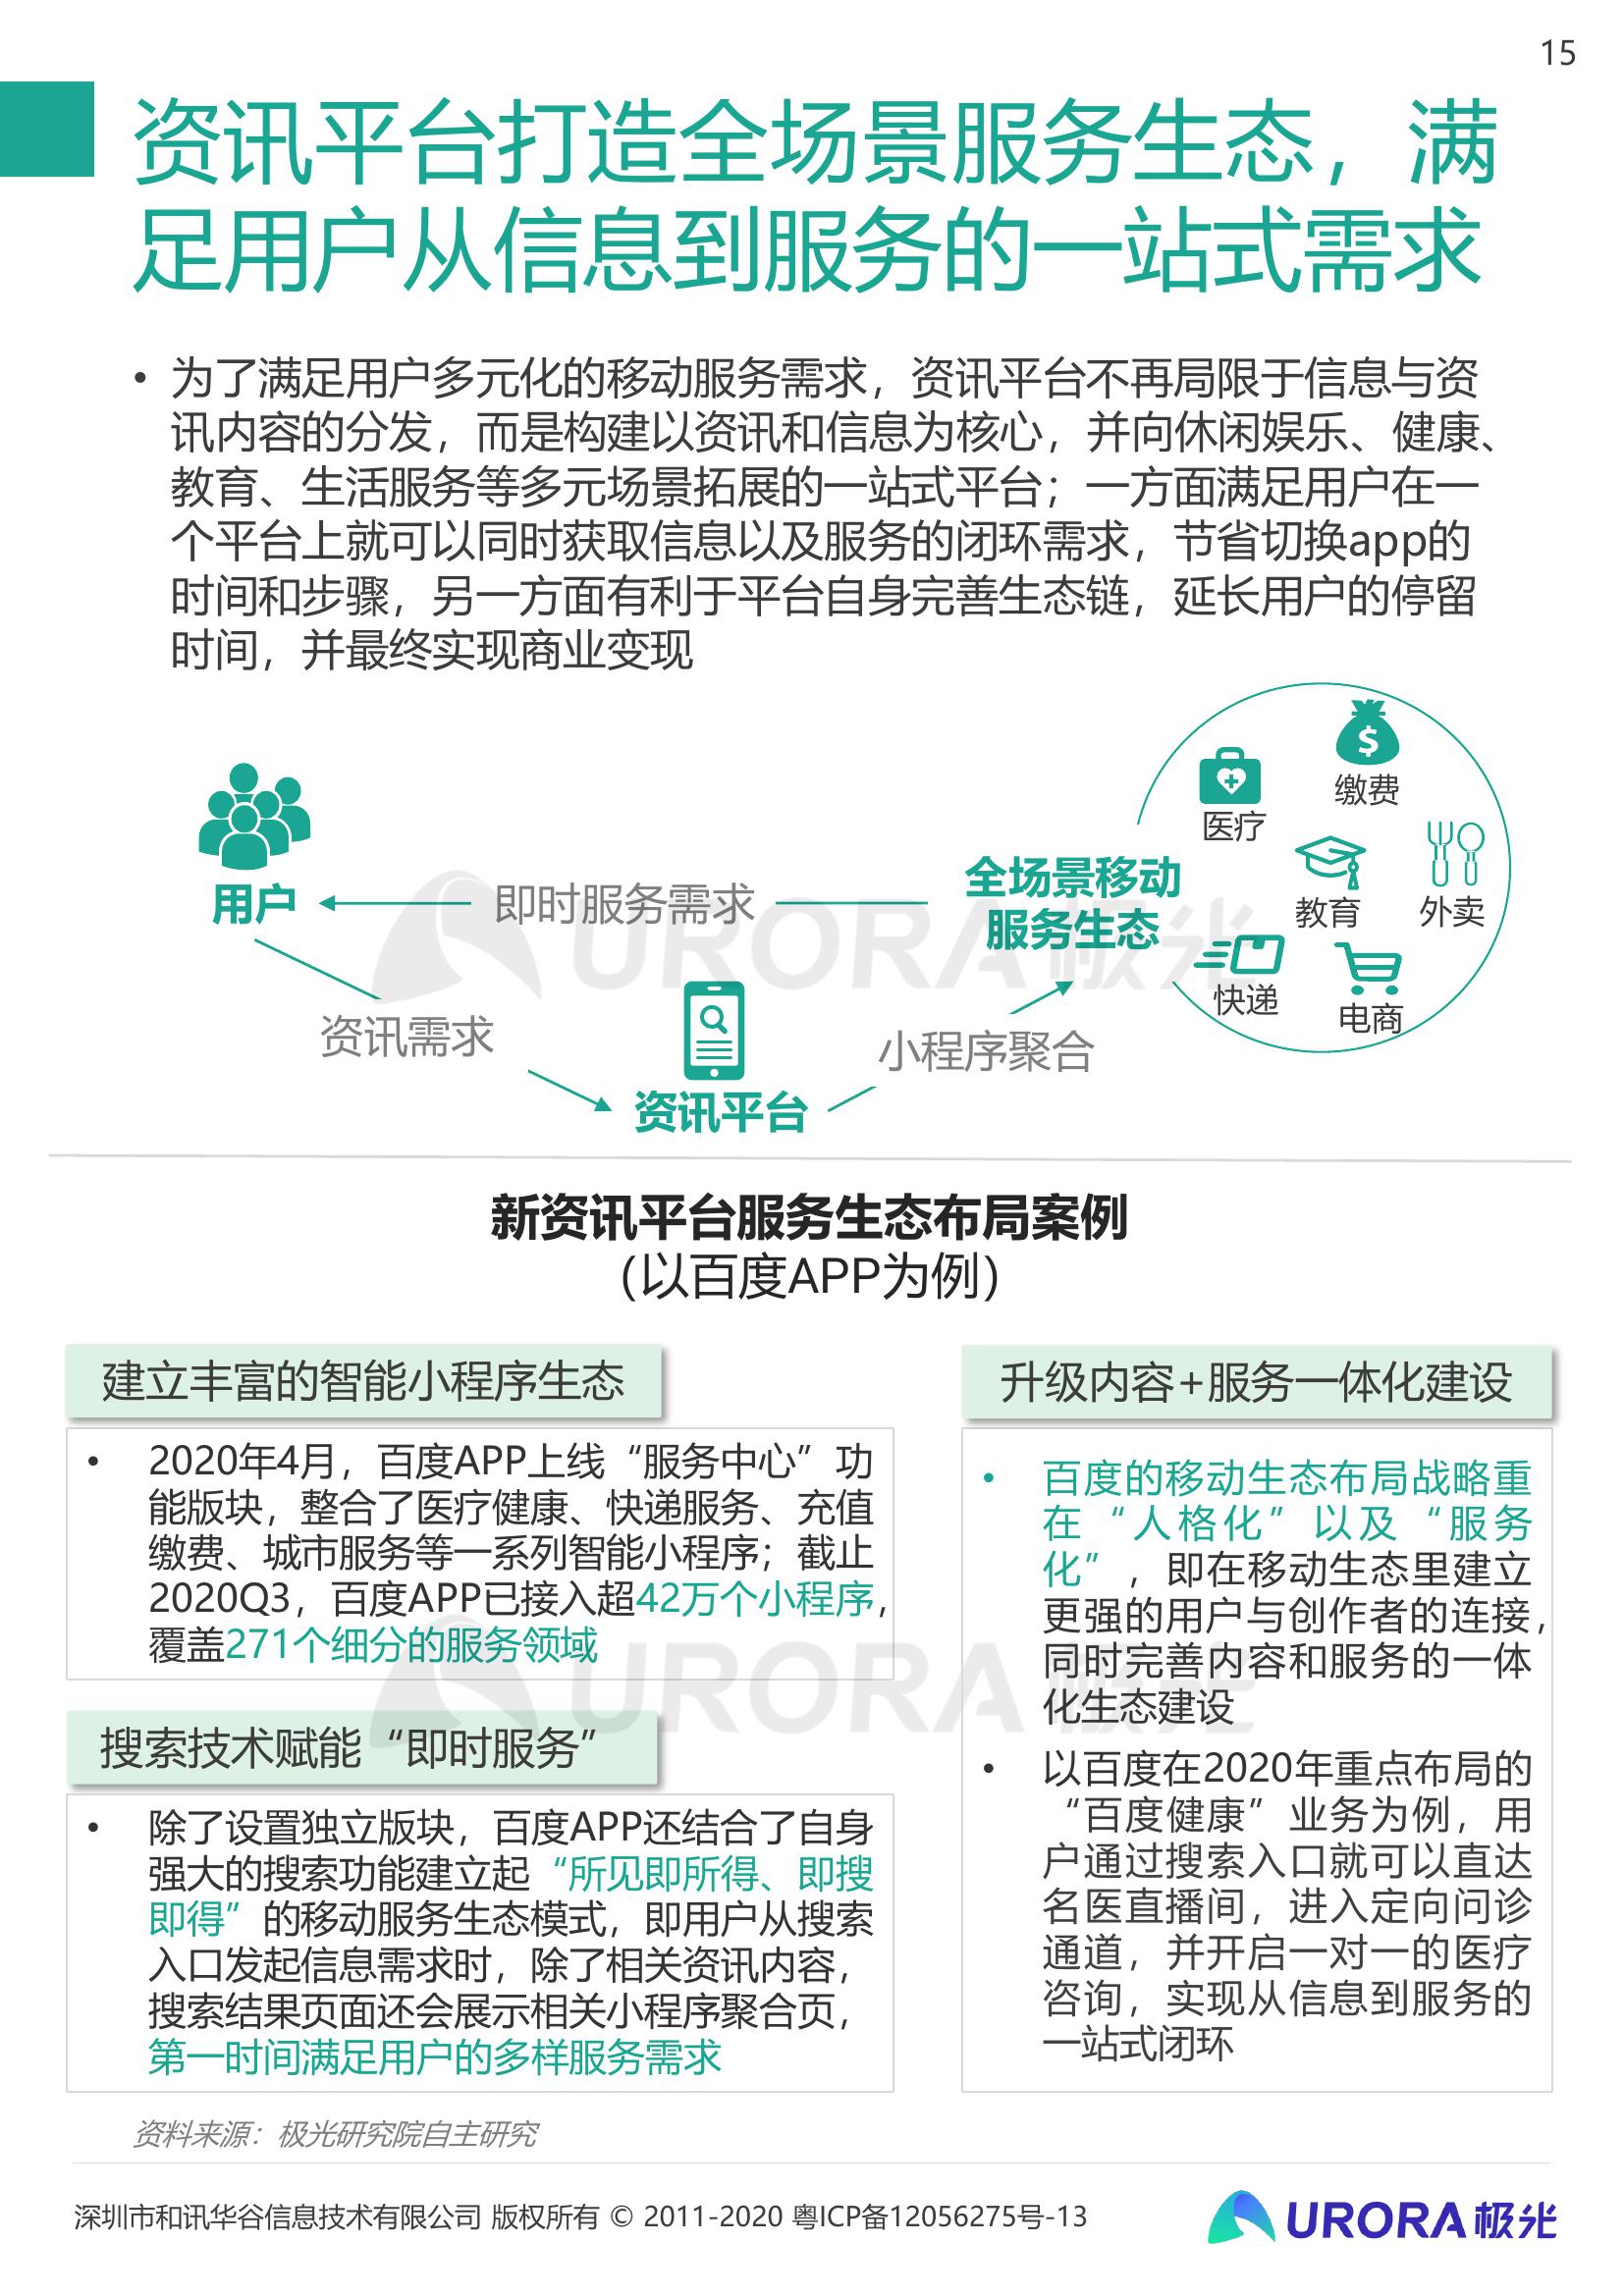 15
资讯平台打造全场景服务生态，满
足用户从信息到服务的一站式需求
• 为了满足用户多元化的移动服务需求，资讯平台不再局限于信息与资
讯内容的分发，而是构建以资讯和信息为核心，并向休闲娱乐、健康、
教育、生活服务等多元场景拓展的一站式平台；一方面满足用户在一
个平台上就可以同时获取信息以及服务的闭环需求，节省切换app的
时间和步骤，另一方面有利于平台自身完善生态链，延长用户的停留
时间，并最终实现商业变现
缴费
医疗
教育
外卖
快递
电商
全场景移动
服务生态
用户
即时服务需求
资讯需求
小程序聚合
资讯平台
URORA极光
新资讯平台服务生态布局案例
(以百度APP为例)
建立丰富的智能小程序生态
• 2020年4月，百度APP上线“服务中心”功
能版块，整合了医疗健康、快递服务、充值
缴费、城市服务等一系列智能小程序；截止
2020Q3，百度APP已接入超42万个小程序，
覆盖271个细分的服务领域
搜索技术赋能“即时服务”
• 除了设置独立版块，百度APP还结合了自身
强大的搜索功能建立起“所见即所得、即搜
即得”的移动服务生态模式，即用户从搜索
入口发起信息需求时，除了相关资讯内容，
搜索结果页面还会展示相关小程序聚合页，
第一时间满足用户的多样服务需求
升级内容+服务一体化建设
• 百度的移动生态布局战略重
在“人格化”以及“服务
化”，即在移动生态里建立
更强的用户与创作者的连接，
同时完善内容和服务的一体
化生态建设
• 以百度在2020年重点布局的
“百度健康”业务为例，用
户通过搜索入口就可以直达
名医直播间，进入定向问诊
通道，并开启一对一的医疗
咨询，实现从信息到服务的
一站式闭环
URORA极光
资料来源：极光研究院自主研究
深圳市和讯华谷信息技术有限公司 版权所有 © 2011-2020 粤ICP备12056275号-13
URORA极光